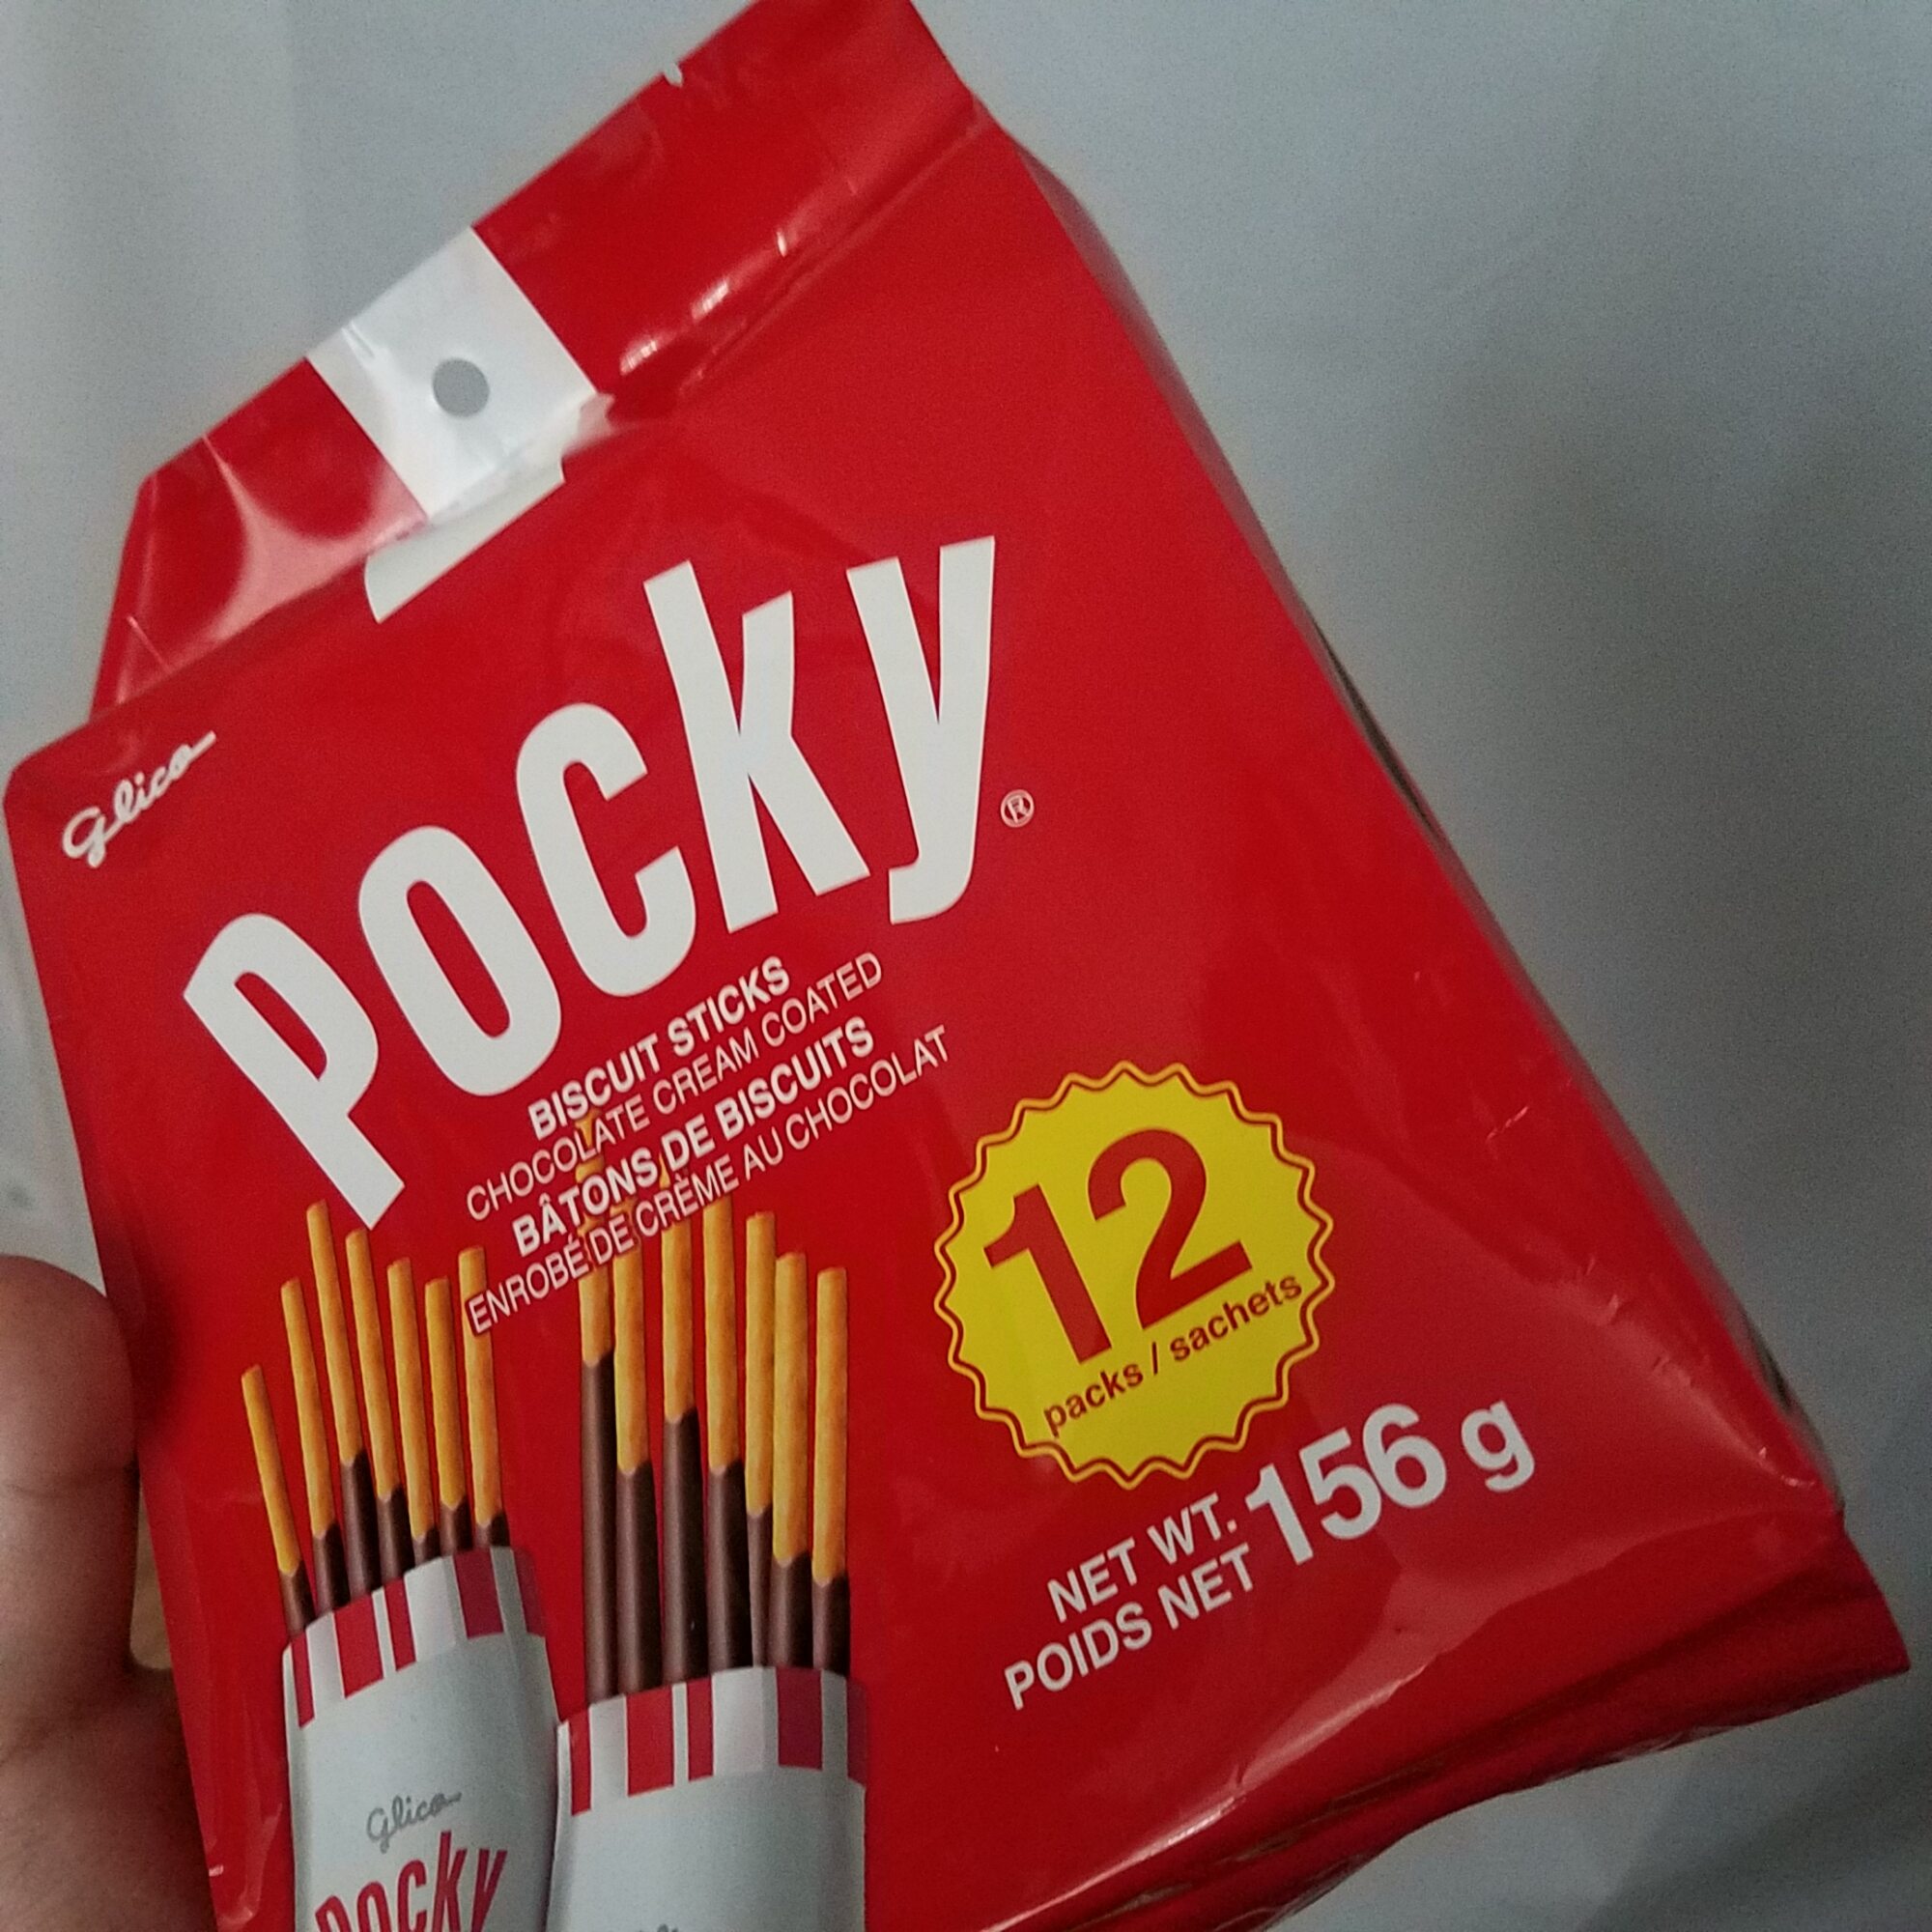 Glico
Pocky®
BISCUIT STICKS
CHOCOLATE CREAM COATED
BÂTONS DE BISCUITS
ENROBÉ DE CRÈME AU CHOCOLAT
12
packs / sachets
NET WT.
POIDS NET
156 g
Glico
Pocky